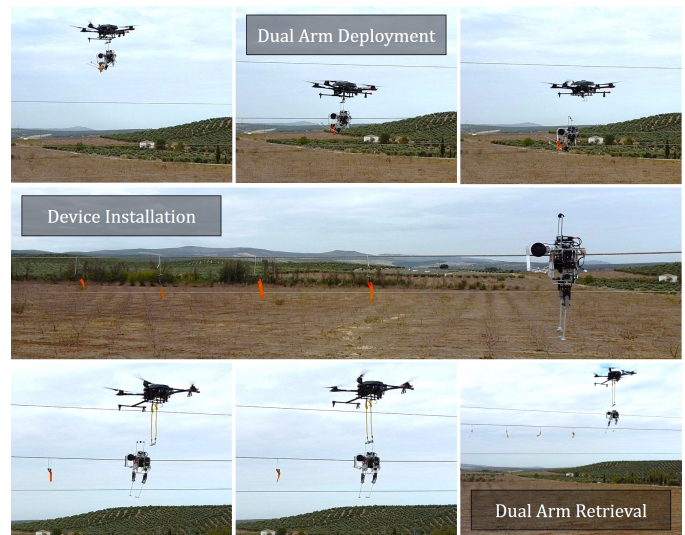 Dual Arm Deployment
Device Installation
Dual Arm Retrieval